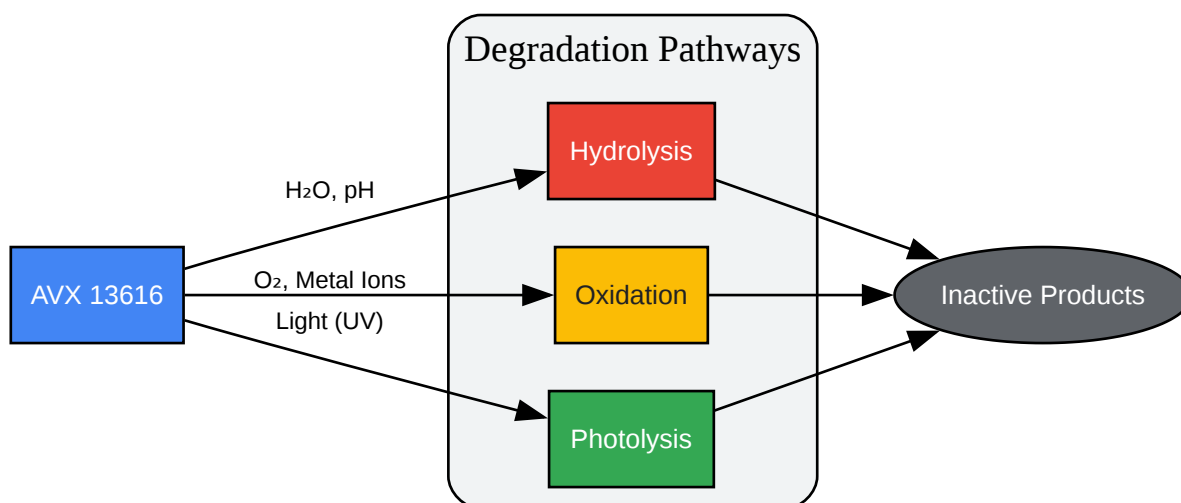 Degradation Pathways
Hydrolysis
H₂O, pH
AVX 13616
O₂, Metal Ions
Oxidation
Inactive Products
Light (UV)
Photolysis